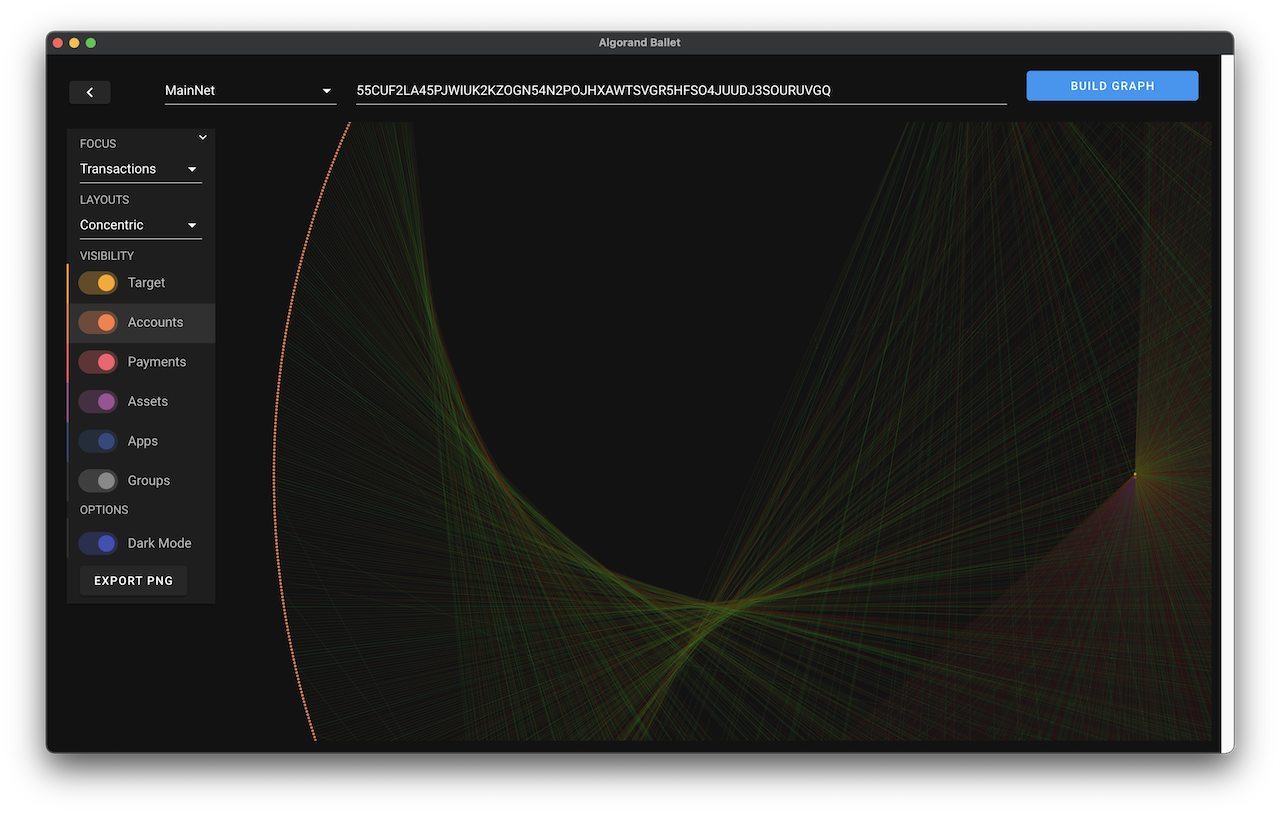 Algorand Ballet
MainNet
55CUF2LA45PJWIUK2KZOGN54N2POJHXAWTSVGR5HFSO4JUUDJ3SOURUVGQ
BUILD GRAPH
FOCUS
Transactions
LAYOUTS
Concentric
VISIBILITY
Target
Accounts
Payments
Assets
Apps
Groups
OPTIONS
Dark Mode
EXPORT PNG